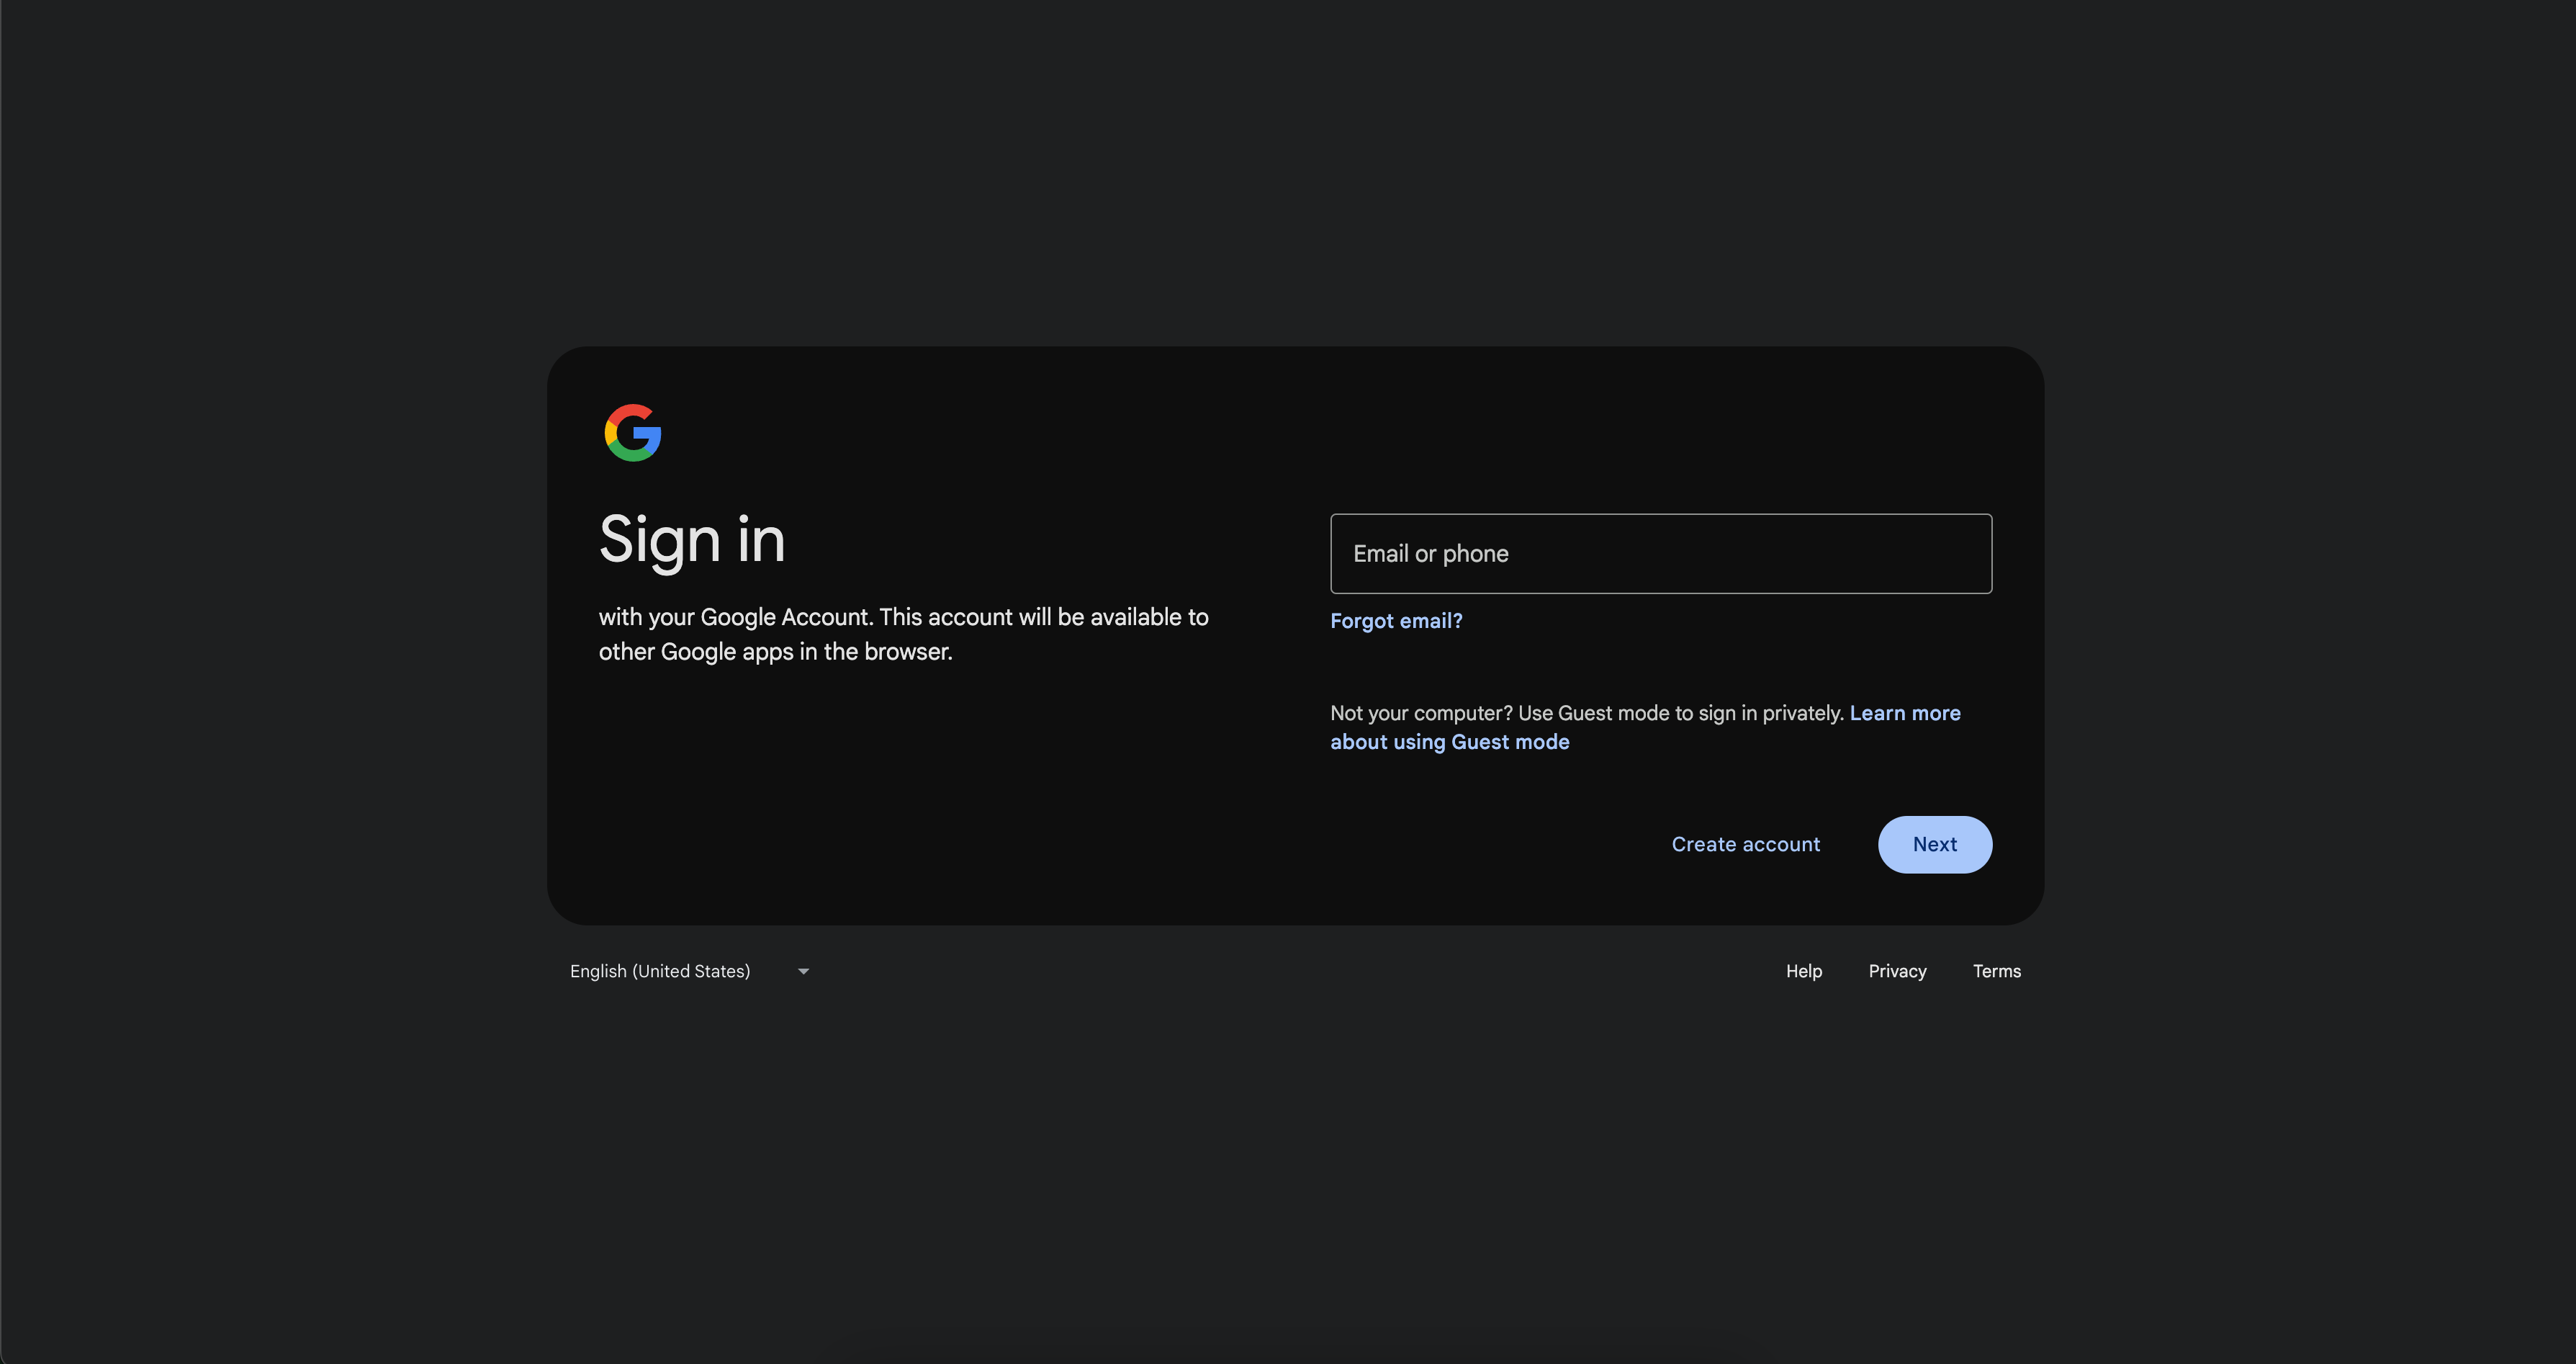 Sign in
with your Google Account. This account will be available to
other Google apps in the browser.
Email or phone
Forgot email?
Not your computer? Use Guest mode to sign in privately. Learn more
about using Guest mode
Create account
Next
English (United States)
Help
Privacy
Terms